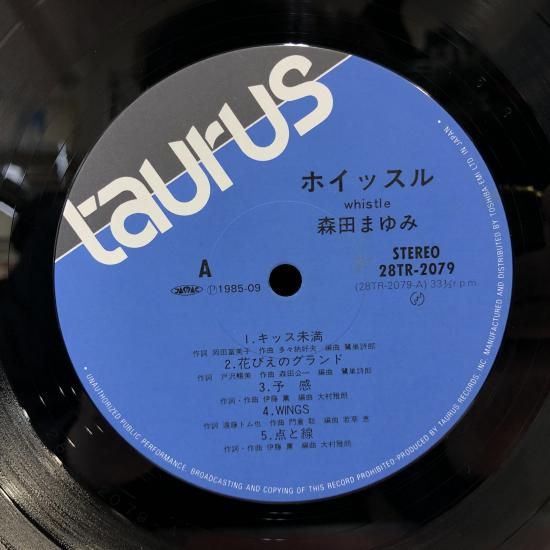 taurus
ホイッスル
whistle
森田まゆみ
A
STEREO
28TR-2079
JASRAC Ⓟ1985-09
(28TR-2079-A) 33⅓r.p.m.
1.キッス未満
作詞 岡田冨美子 作曲 多々納好夫 編曲 鷺巣詩郎
2.花びえのグランド
作詞 戸沢暢美 作曲 森田公一 編曲 鷺巣詩郎
3.予 感
作詞・作曲 伊藤 薫 編曲 大村雅朗
4.WINGS
作詞 遠藤トム也 作曲 門倉 聡 編曲 若草 恵
5.点と線
作詞・作曲 伊藤 薫 編曲 大村雅朗
• UNAUTHORIZED PUBLIC PERFORMANCE. BROADCASTING AND COPYING OF THIS RECORD PROHIBITED•PRODUCED BY TAURUS RECORDS, INC. MANUFACTURED AND DISTRIBUTED BY TOSHIBA EMI LTD IN JAPAN. •